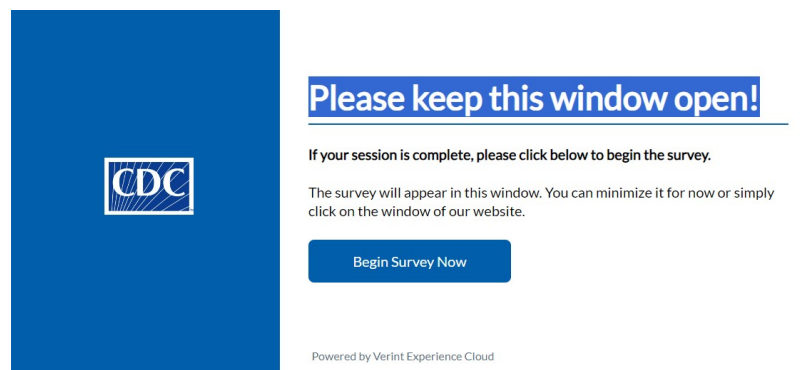 CDC
Please keep this window open!
If your session is complete, please click below to begin the survey.
The survey will appear in this window. You can minimize it for now or simply
click on the window of our website.
Begin Survey Now
Powered by Verint Experience Cloud